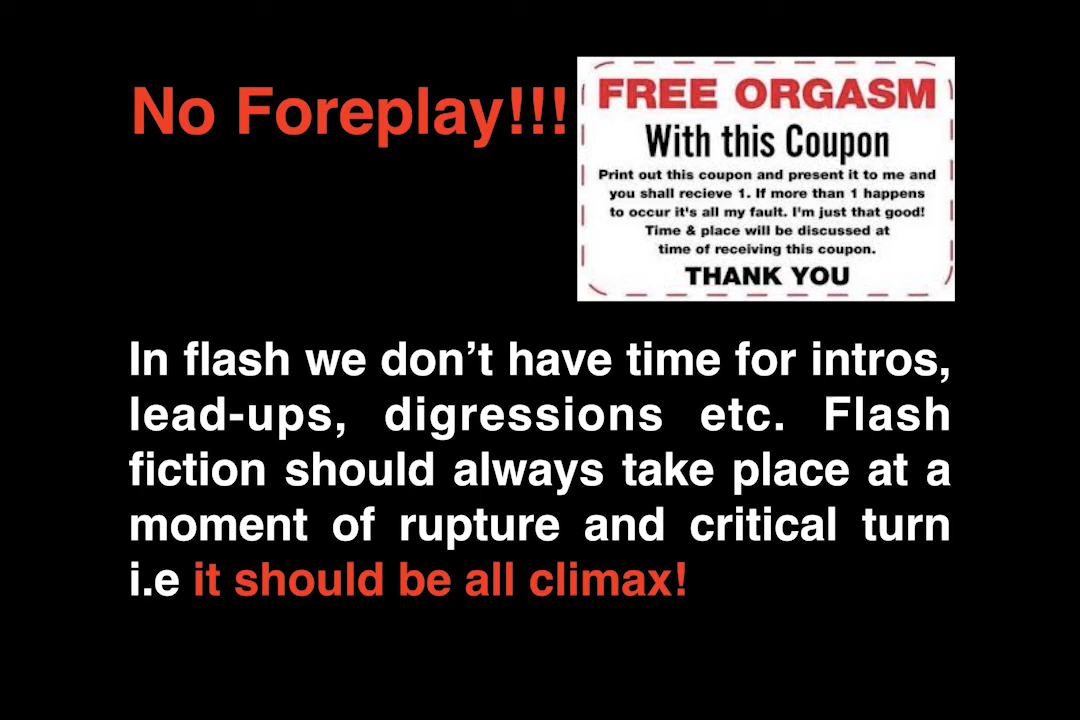 No Foreplay!!!
FREE ORGASM
With this Coupon
Print out this coupon and present it to me and
you shall recieve 1. If more than 1 happens
to occur it's all my fault. I'm just that good!
Time & place will be discussed at
time of receiving this coupon.
THANK YOU
In flash we don’t have time for intros,
lead-ups, digressions etc. Flash
fiction should always take place at a
moment of rupture and critical turn
i.e it should be all climax!